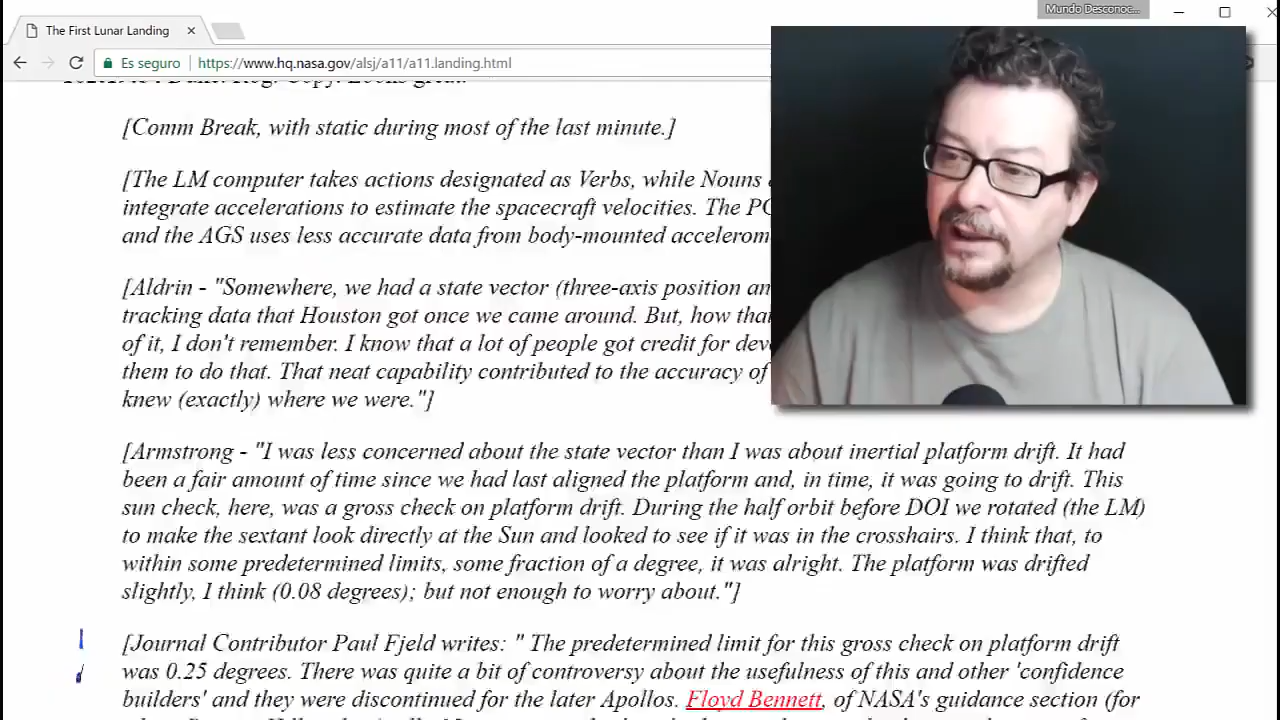 Mundo Desconoc...
The First Lunar Landing
Es seguro https://www.hq.nasa.gov/alsj/a11/a11.landing.html
[Comm Break, with static during most of the last minute.]
[The LM computer takes actions designated as Verbs, while Nouns
integrate accelerations to estimate the spacecraft velocities. The
and the AGS uses less accurate data from body-mounted accelerom
[Aldrin - "Somewhere, we had a state vector (three-axis position an
tracking data that Houston got once we came around. But, how tha
of it, I don't remember. I know that a lot of people got credit for dev
them to do that. That neat capability contributed to the accuracy of
knew (exactly) where we were."]
[Armstrong - "I was less concerned about the state vector than I was about inertial platform drift. It had
been a fair amount of time since we had last aligned the platform and, in time, it was going to drift. This
sun check, here, was a gross check on platform drift. During the half orbit before DOI we rotated (the LM)
to make the sextant look directly at the Sun and looked to see if it was in the crosshairs. I think that, to
within some predetermined limits, some fraction of a degree, it was alright. The platform was drifted
slightly, I think (0.08 degrees); but not enough to worry about."]
[Journal Contributor Paul Fjeld writes: " The predetermined limit for this gross check on platform drift
was 0.25 degrees. There was quite a bit of controversy about the usefulness of this and other 'confidence
builders' and they were discontinued for the later Apollos. Floyd Bennett, of NASA's guidance section (for